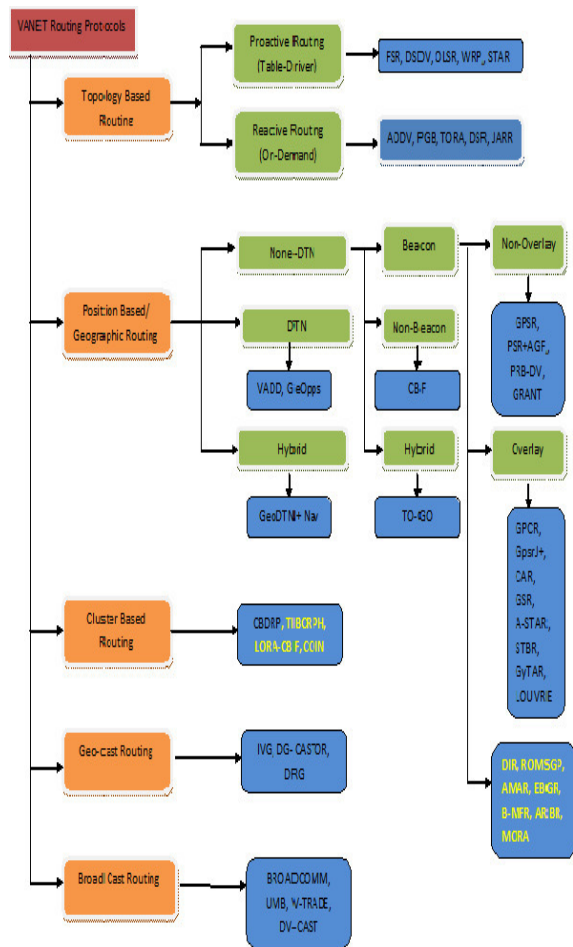 VANET Routing Protocols
Topology Based
Routing
Proactive Routing
(Table-Driver)
FSR, DSDV, OLSR, WRP, STAR
Reactive Routing
(On-Demand)
AODV, PGB, TORA, DSR, JARR
Position Based/
Geographic Routing
None-DTN
Beacon
Non-Overlay
GPSR,
PSR+AGF,
PRB-DV,
GRANT
DTN
VADD, GeOpps
Non-Beacon
CB-F
Hybrid
GeoDTN+ Nav
Hybrid
TO-GO
Overlay
GPCR,
GpsrJ+,
CAR,
GSR,
A-STAR,
STBR,
GyTAR,
LOUVRE
DIR, ROMSGP,
AMAR, EBGR,
B-MFR, ARBR,
MORA
Cluster Based
Routing
CBDRP, TIBCRPH,
LORA-CBF, COIN
Geo-cast Routing
IVG, DG-CASTOR,
DRG
Broad Cast Routing
BROADCOMM,
UMB, V-TRADE,
DV-CAST